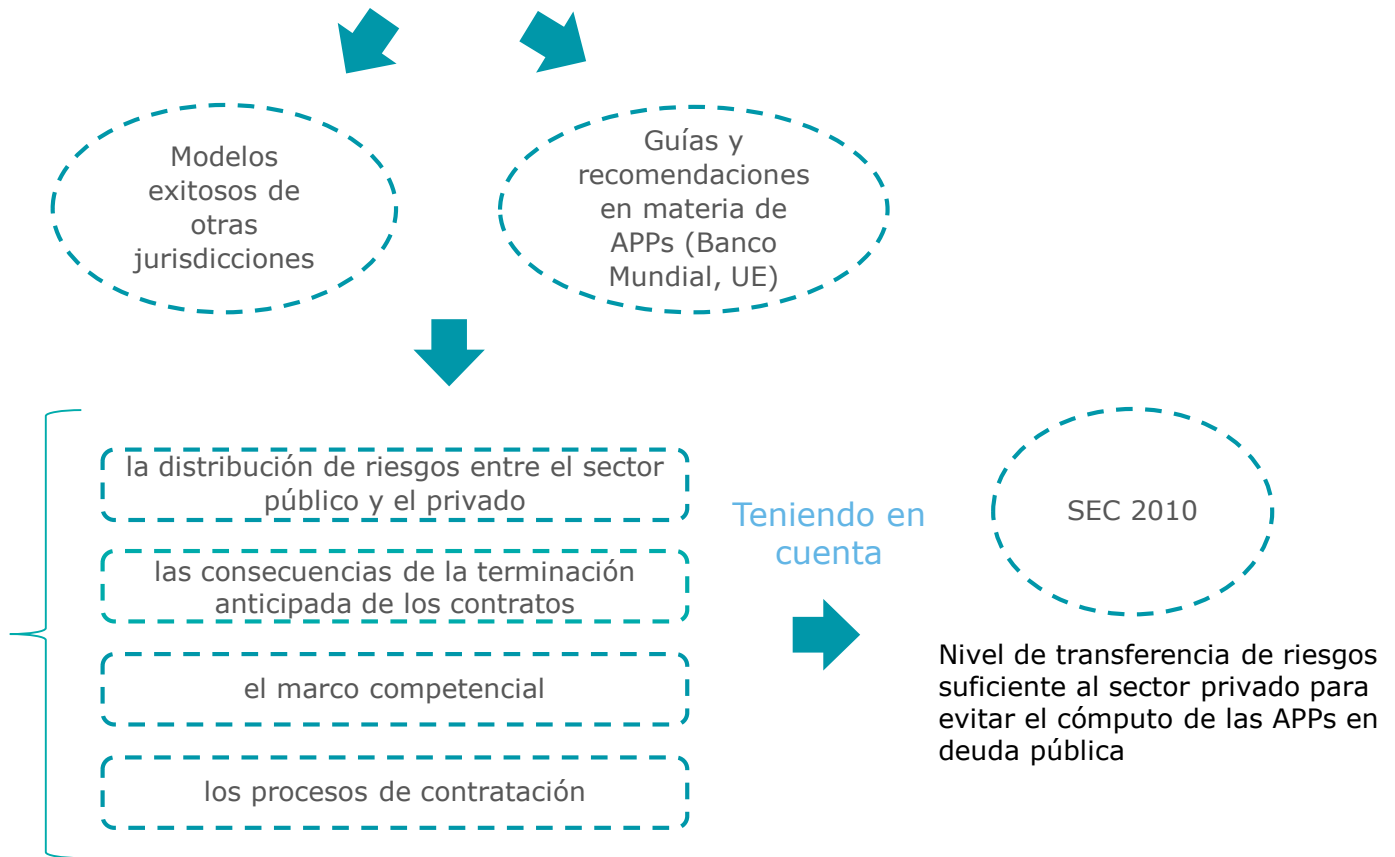 Modelos
exitosos de
otras
jurisdicciones
Guías y
recomendaciones
en materia de
APPs (Banco
Mundial, UE)
la distribución de riesgos entre el sector
público y el privado
las consecuencias de la terminación
anticipada de los contratos
el marco competencial
los procesos de contratación
Teniendo en
cuenta
SEC 2010
Nivel de transferencia de riesgos
suficiente al sector privado para
evitar el cómputo de las APPs en
deuda pública